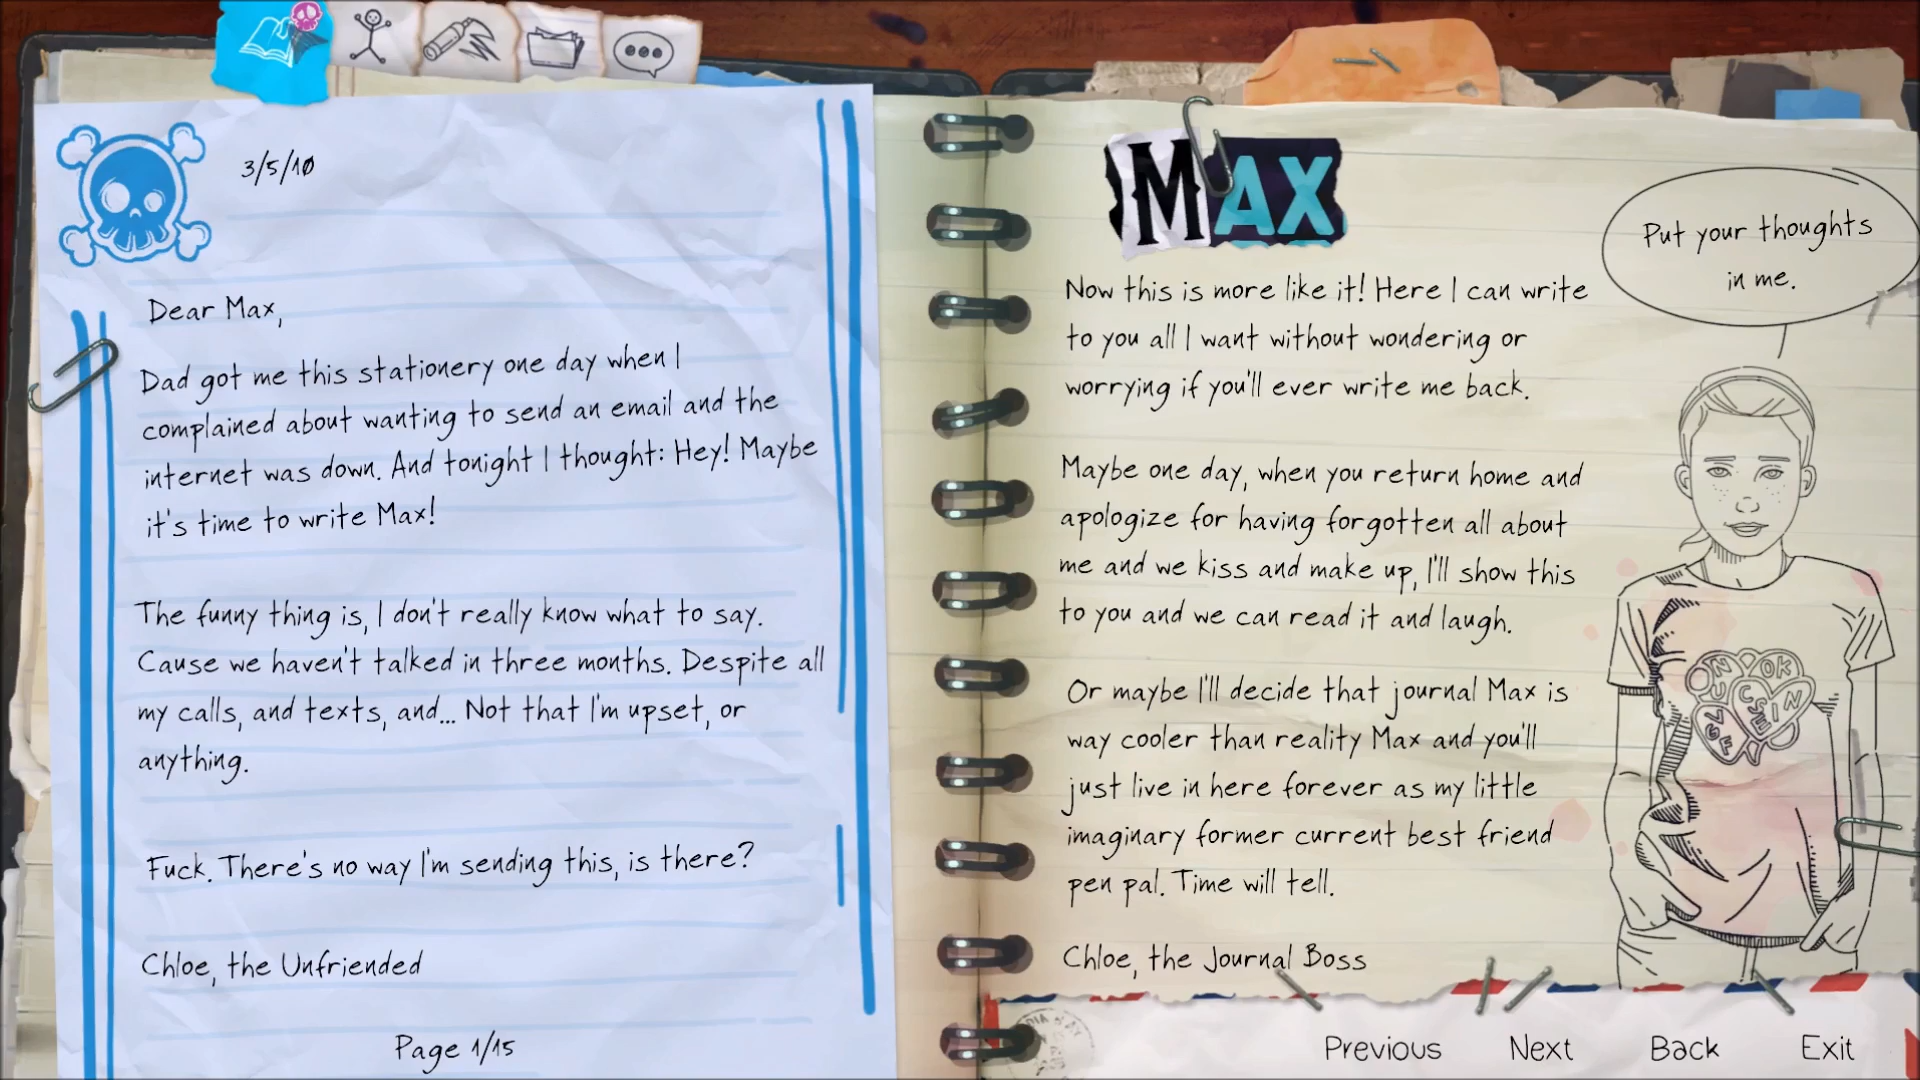 3/5/10
Dear Max,
Dad got me this stationery one day when I
complained about wanting to send an email and the
internet was down. And tonight I thought: Hey! Maybe
it's time to write Max!
The funny thing is, I don't really know what to say.
Cause we haven't talked in three months. Despite all
my calls, and texts, and... Not that I'm upset, or
anything.
Fuck. There's no way I'm sending this, is there?
Chloe, the Unfriended
Page 1/15
MAX
Now this is more like it! Here I can write
to you all I want without wondering or
worrying if you'll ever write me back.
Maybe one day, when you return home and
apologize for having forgotten all about
me and we kiss and make up, I'll show this
to you and we can read it and laugh.
Or maybe I'll decide that journal Max is
way cooler than reality Max and you'll
just live in here forever as my little
imaginary former current best friend
pen pal. Time will tell.
Chloe, the Journal Boss
Put your thoughts
in me.
Previous
Next
Back
Exit